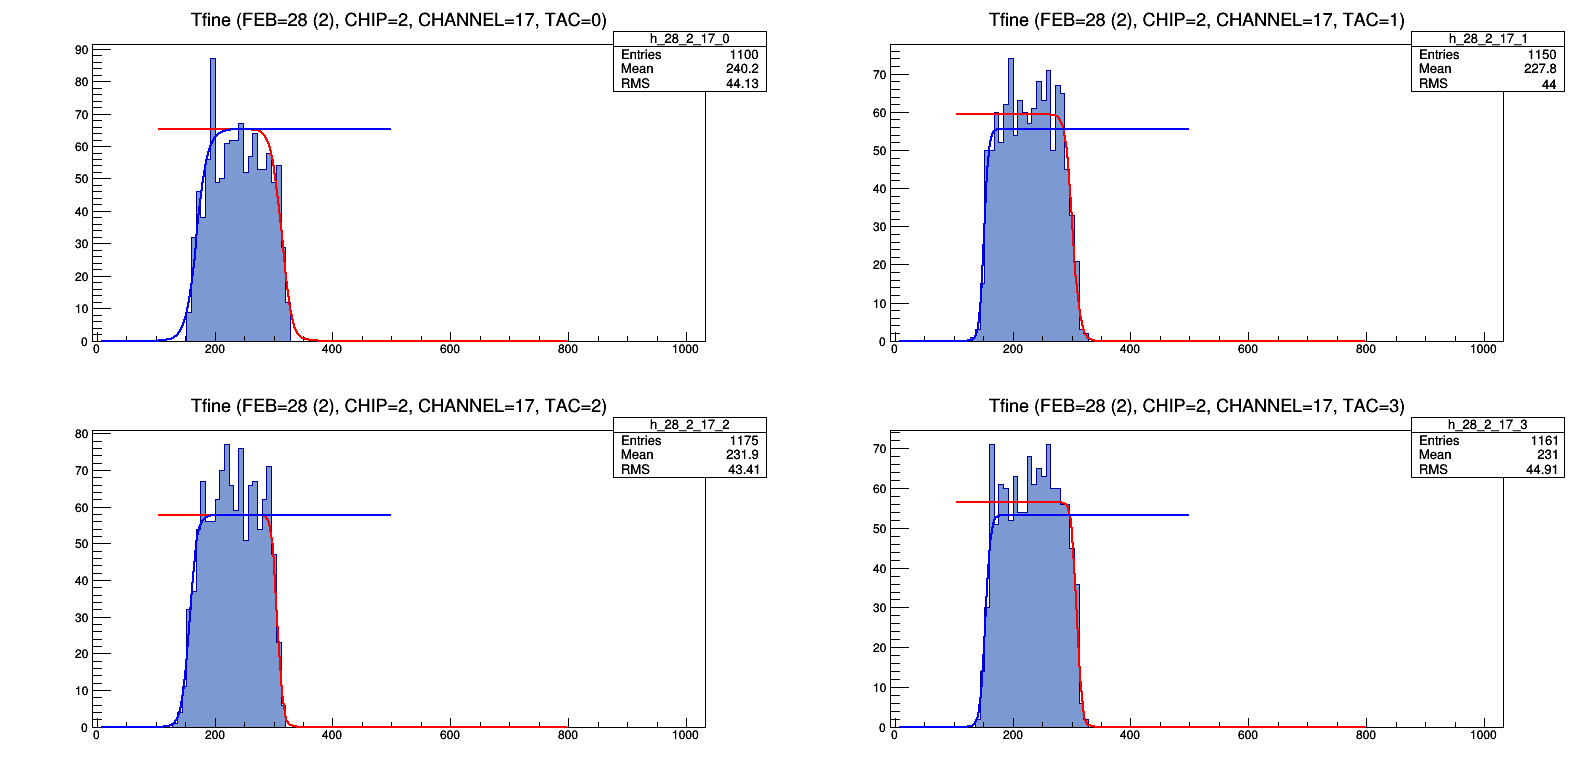 Tfine (FEB=28 (2), CHIP=2, CHANNEL=17, TAC=0)
h_28_2_17_0
Entries 1100
Mean 240.2
RMS 44.13
90
80
70
60
50
40
30
20
10
0
0 200 400 600 800 1000
Tfine (FEB=28 (2), CHIP=2, CHANNEL=17, TAC=1)
h_28_2_17_1
Entries 1150
Mean 227.8
RMS 44
70
60
50
40
30
20
10
0
0 200 400 600 800 1000
Tfine (FEB=28 (2), CHIP=2, CHANNEL=17, TAC=2)
h_28_2_17_2
Entries 1175
Mean 231.9
RMS 43.41
80
70
60
50
40
30
20
10
0
0 200 400 600 800 1000
Tfine (FEB=28 (2), CHIP=2, CHANNEL=17, TAC=3)
h_28_2_17_3
Entries 1161
Mean 231
RMS 44.91
70
60
50
40
30
20
10
0
0 200 400 600 800 1000